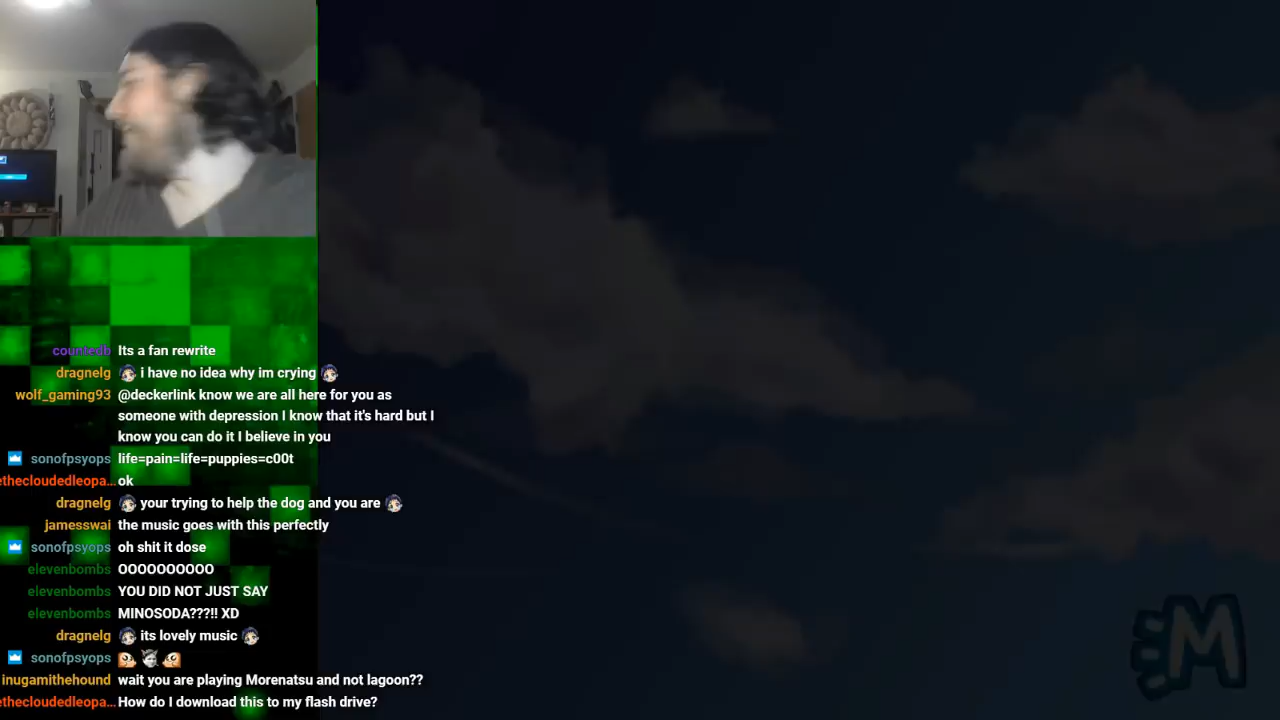 countedb Its a fan rewrite
dragnelg i have no idea why im crying
wolf_gaming93 @deckerlink know we are all here for you as
someone with depression I know that it's hard but I
know you can do it I believe in you
sonofpsyops life=pain=life=puppies=c00t
ethecloudedleopa... ok
dragnelg your trying to help the dog and you are
jamesswai the music goes with this perfectly
sonofpsyops oh shit it dose
elevenbombs OOOOOOOOOO
elevenbombs YOU DID NOT JUST SAY
elevenbombs MINOSODA???!! XD
dragnelg its lovely music
sonofpsyops
inugamithehound wait you are playing Morenatsu and not lagoon??
ethecloudedleopa... How do I download this to my flash drive?
M